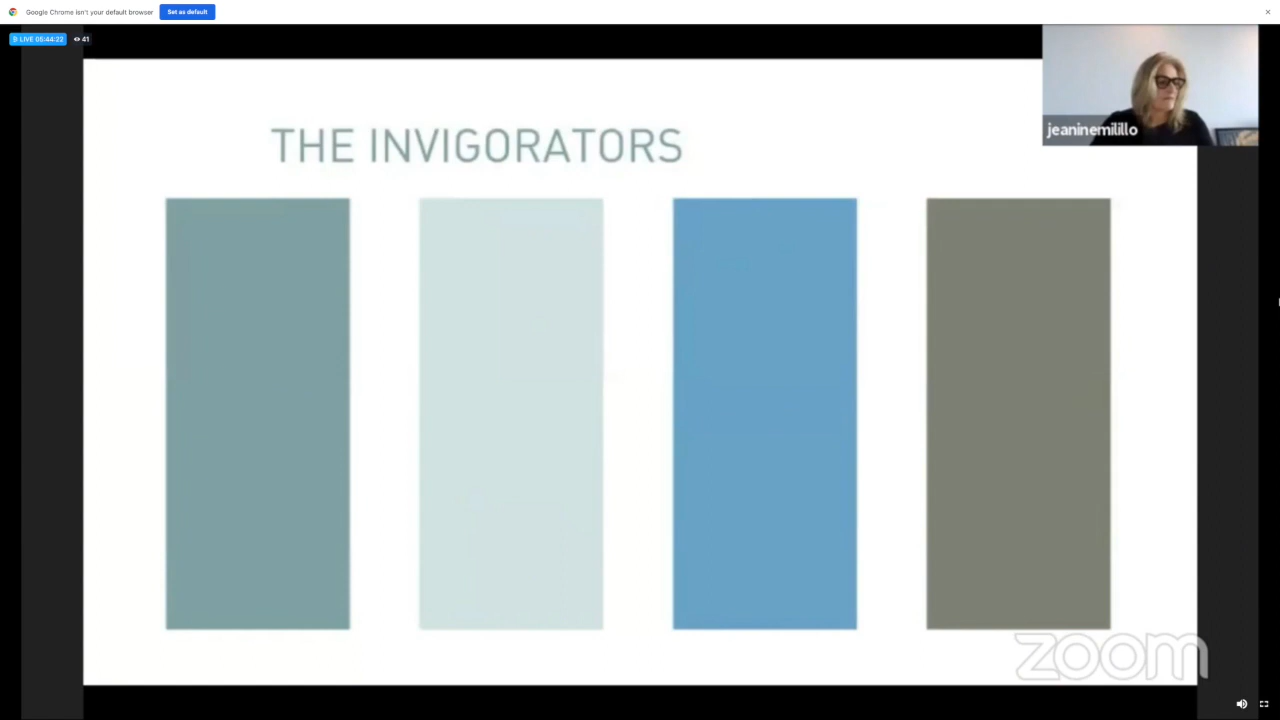 Google Chrome isn't your default browser
Set as default
LIVE 05:44:22
41
jeaninemilillo
THE INVIGORATORS
zoom